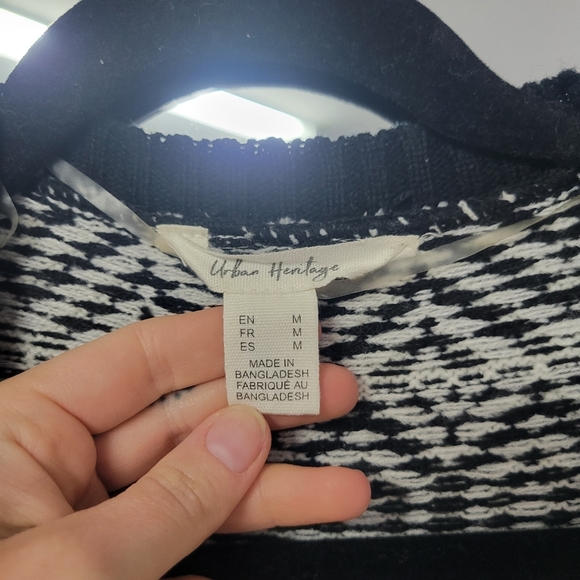 Urban Heritage
EN M
FR M
ES M
MADE IN
BANGLADESH
FABRIQUÉ AU
BANGLADESH